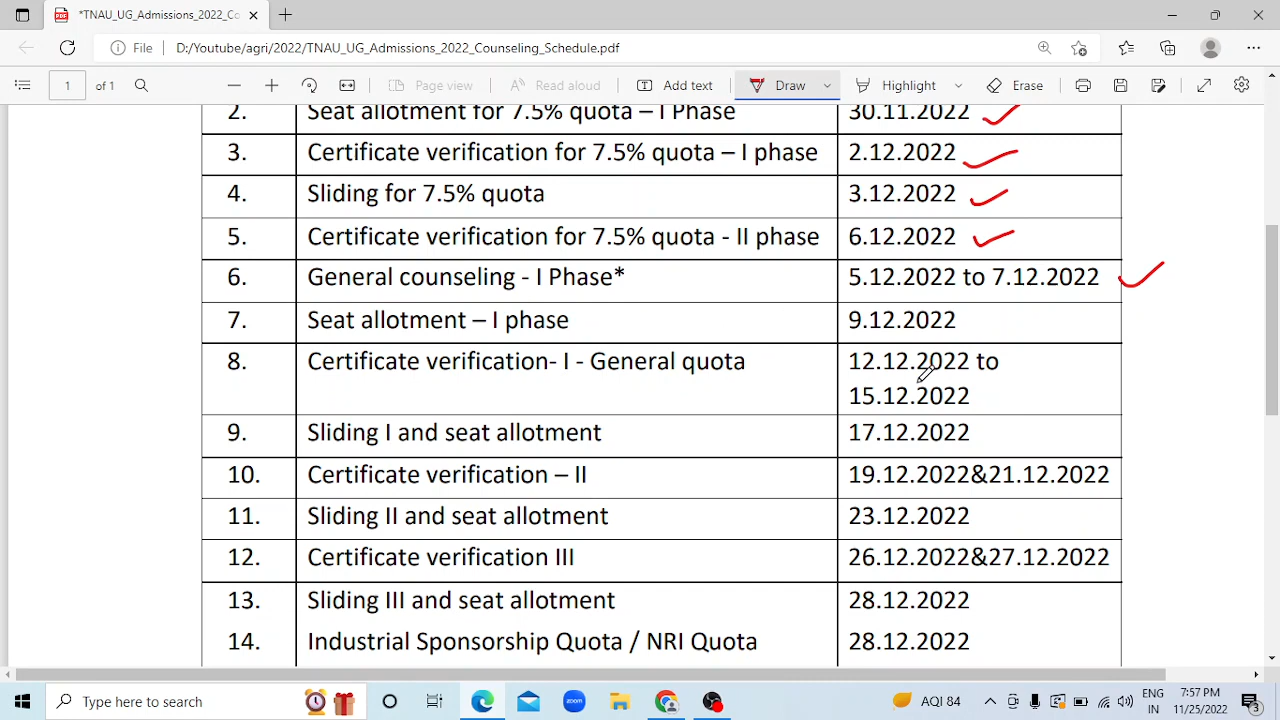 *TNAU_UG_Admissions_2022_Co
File
D:/Youtube/agri/2022/TNAU_UG_Admissions_2022_Counseling_Schedule.pdf
1 of 1
Page view
Read aloud
Add text
Draw
Highlight
Erase
2. Seat allotment for 7.5% quota – I Phase 30.11.2022
3. Certificate verification for 7.5% quota – I phase 2.12.2022
4. Sliding for 7.5% quota 3.12.2022
5. Certificate verification for 7.5% quota - II phase 6.12.2022
6. General counseling - I Phase* 5.12.2022 to 7.12.2022
7. Seat allotment – I phase 9.12.2022
8. Certificate verification- I - General quota 12.12.2022 to
15.12.2022
9. Sliding I and seat allotment 17.12.2022
10. Certificate verification – II 19.12.2022&21.12.2022
11. Sliding II and seat allotment 23.12.2022
12. Certificate verification III 26.12.2022&27.12.2022
13. Sliding III and seat allotment 28.12.2022
14. Industrial Sponsorship Quota / NRI Quota 28.12.2022
Type here to search
zoom
AQI 84
ENG
IN
7:57 PM
11/25/2022
3